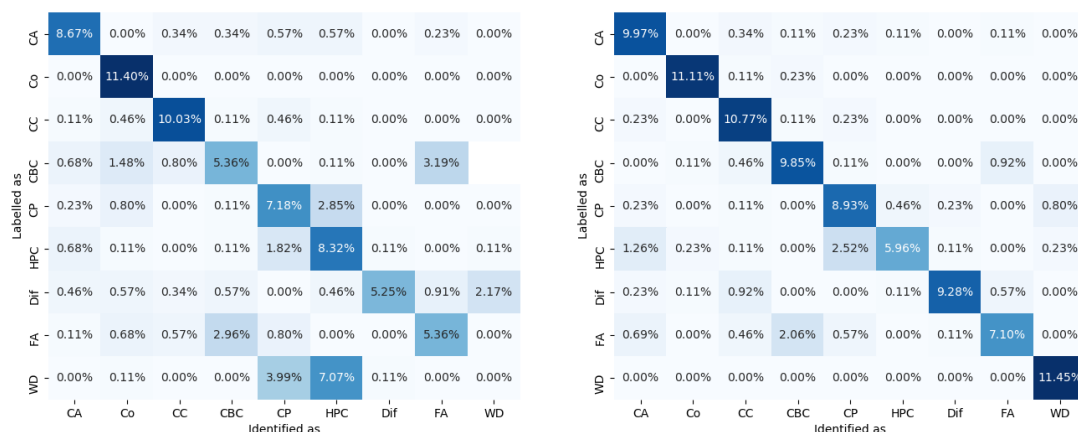 Labelled as
CA 8.67% 0.00% 0.34% 0.34% 0.57% 0.57% 0.00% 0.23% 0.00%
Co 0.00% 11.40% 0.00% 0.00% 0.00% 0.00% 0.00% 0.00% 0.00%
CC 0.11% 0.46% 10.03% 0.11% 0.46% 0.11% 0.00% 0.00% 0.00%
CBC 0.68% 1.48% 0.80% 5.36% 0.00% 0.11% 0.00% 3.19%
CP 0.23% 0.80% 0.00% 0.11% 7.18% 2.85% 0.00% 0.00% 0.00%
HPC 0.68% 0.11% 0.00% 0.11% 1.82% 8.32% 0.11% 0.00% 0.11%
Dif 0.46% 0.57% 0.34% 0.57% 0.00% 0.46% 5.25% 0.91% 2.17%
FA 0.11% 0.68% 0.57% 2.96% 0.80% 0.00% 0.00% 5.36% 0.00%
WD 0.00% 0.11% 0.00% 0.00% 3.99% 7.07% 0.11% 0.00% 0.00%
CA Co CC CBC CP HPC Dif FA WD
Identified as
Labelled as
CA 9.97% 0.00% 0.34% 0.11% 0.23% 0.11% 0.00% 0.11% 0.00%
Co 0.00% 11.11% 0.11% 0.23% 0.00% 0.00% 0.00% 0.00% 0.00%
CC 0.23% 0.00% 10.77% 0.11% 0.23% 0.00% 0.00% 0.00% 0.00%
CBC 0.00% 0.11% 0.46% 9.85% 0.11% 0.00% 0.00% 0.92% 0.00%
CP 0.23% 0.00% 0.00% 0.00% 8.93% 0.46% 0.23% 0.00% 0.80%
HPC 1.26% 0.23% 0.11% 0.00% 2.52% 5.96% 0.11% 0.00% 0.23%
Dif 0.23% 0.11% 0.92% 0.00% 0.00% 0.11% 9.28% 0.57% 0.00%
FA 0.69% 0.00% 0.46% 2.06% 0.57% 0.00% 0.11% 7.10% 0.00%
WD 0.00% 0.00% 0.00% 0.00% 0.00% 0.00% 0.00% 0.00% 11.45%
CA Co CC CBC CP HPC Dif FA WD
Identified as